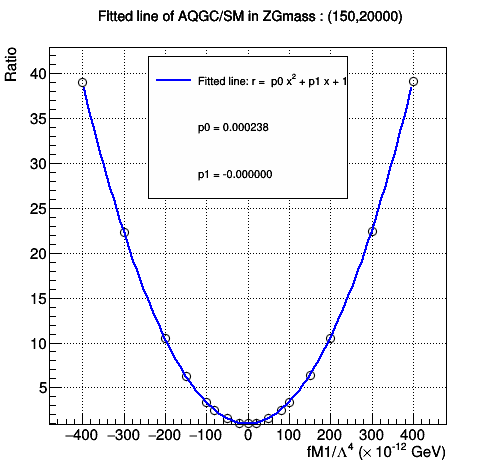 FItted line of AQGC/SM in ZGmass : (150,20000)
Ratio
Fitted line: r = p0 x² + p1 x + 1
p0 = 0.000238
p1 = -0.000000
40
35
30
25
20
15
10
5
−400 −300 −200 −100 0 100 200 300 400
fM1/Λ⁴ (× 10⁻¹² GeV)